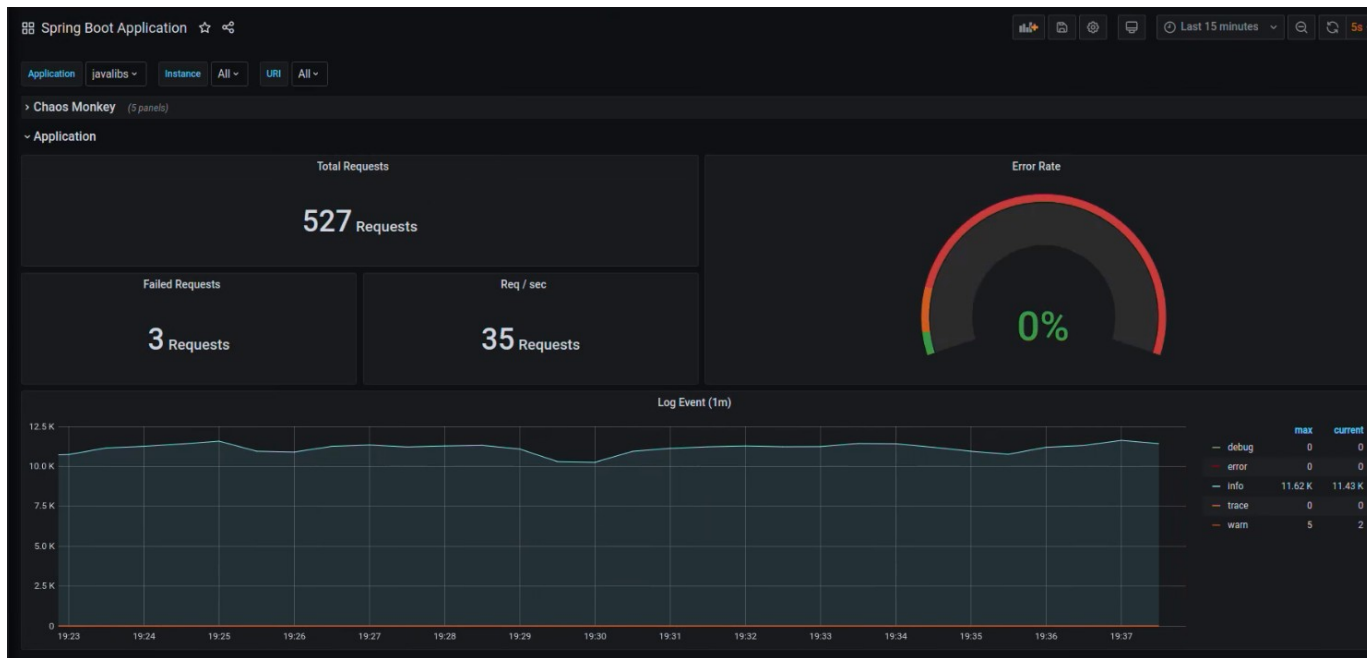 Spring Boot Application
Last 15 minutes
5s
Application javalibs Instance All URI All
Chaos Monkey (5 panels)
Application
Total Requests
527 Requests
Error Rate
0%
Failed Requests
3 Requests
Req / sec
35 Requests
Log Event (1m)
12.5 K
10.0 K
7.5 K
5.0 K
2.5 K
0
19:23 19:24 19:25 19:26 19:27 19:28 19:29 19:30 19:31 19:32 19:33 19:34 19:35 19:36 19:37
max current
debug 0 0
error 0 0
info 11.62 K 11.43 K
trace 0 0
warn 5 2